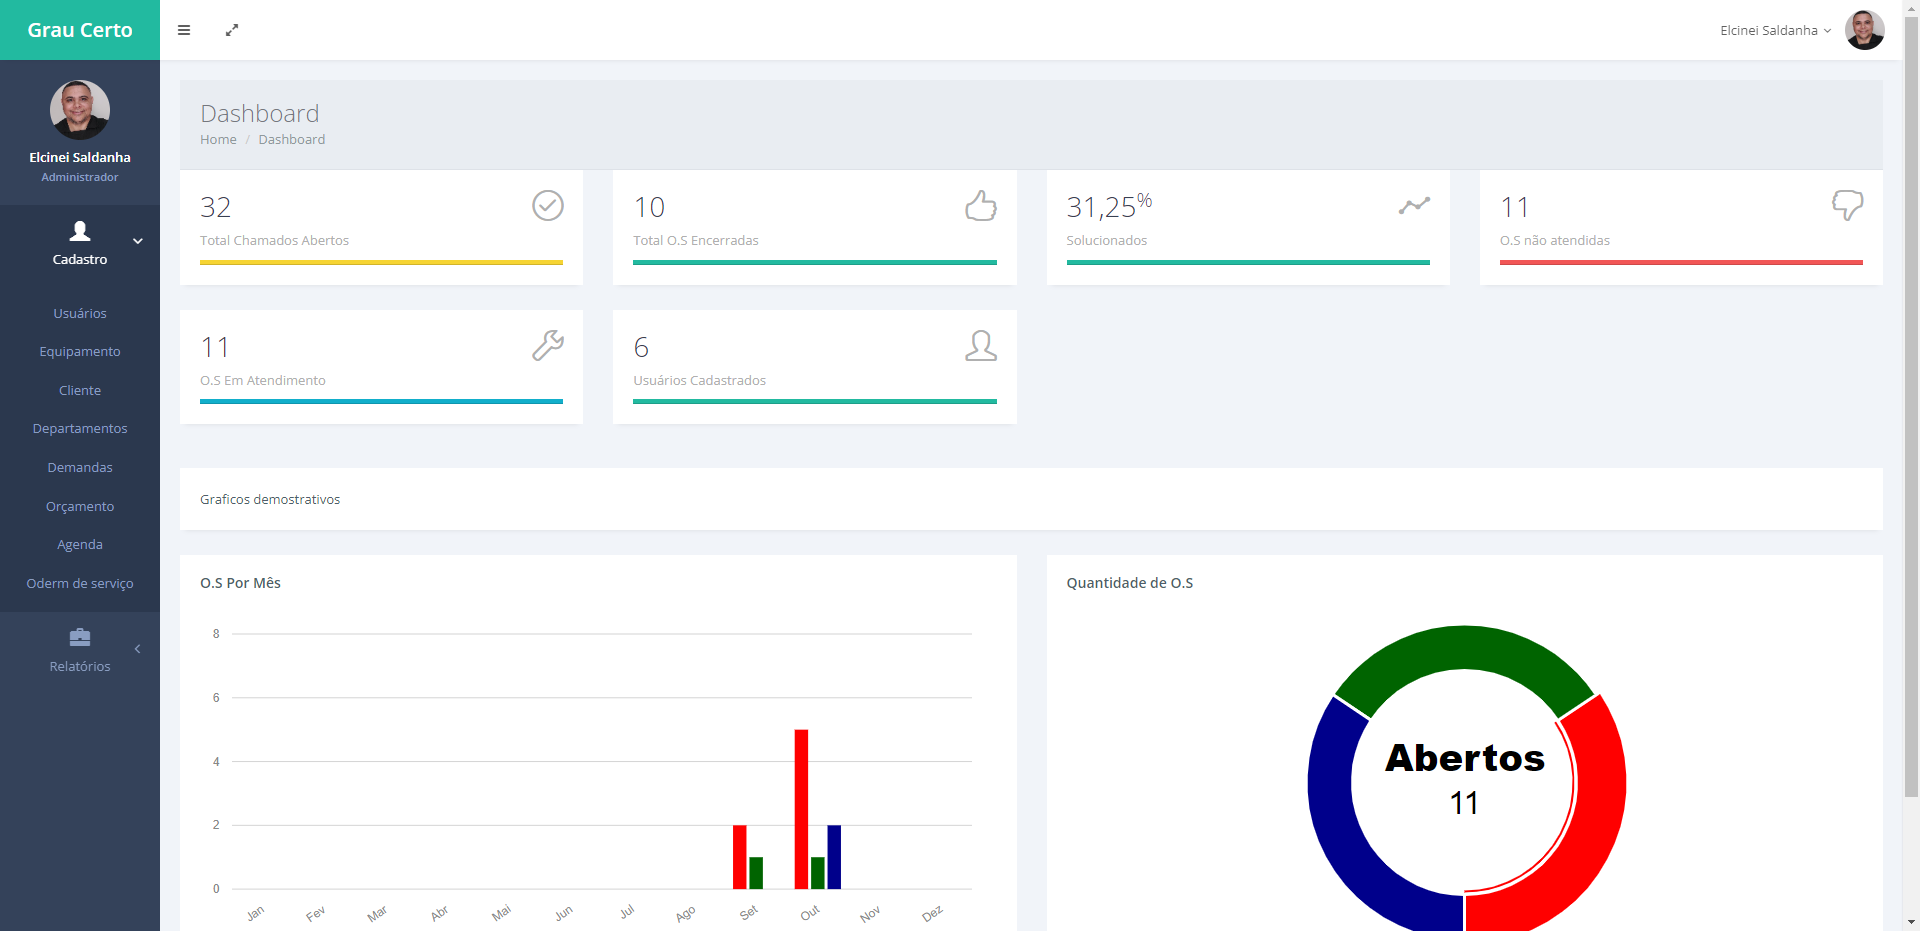 Grau Certo
Elcinei Saldanha
Elcinei Saldanha
Administrador
Cadastro
Usuários
Equipamento
Cliente
Departamentos
Demandas
Orçamento
Agenda
Oderm de serviço
Relatórios
Dashboard
Home / Dashboard
32
Total Chamados Abertos
10
Total O.S Encerradas
31,25%
Solucionados
11
O.S não atendidas
11
O.S Em Atendimento
6
Usuários Cadastrados
Graficos demostrativos
O.S Por Mês
8
6
4
2
0
Jan Fev Mar Abr Mai Jun Jul Ago Set Out Nov Dez
Quantidade de O.S
Abertos
11